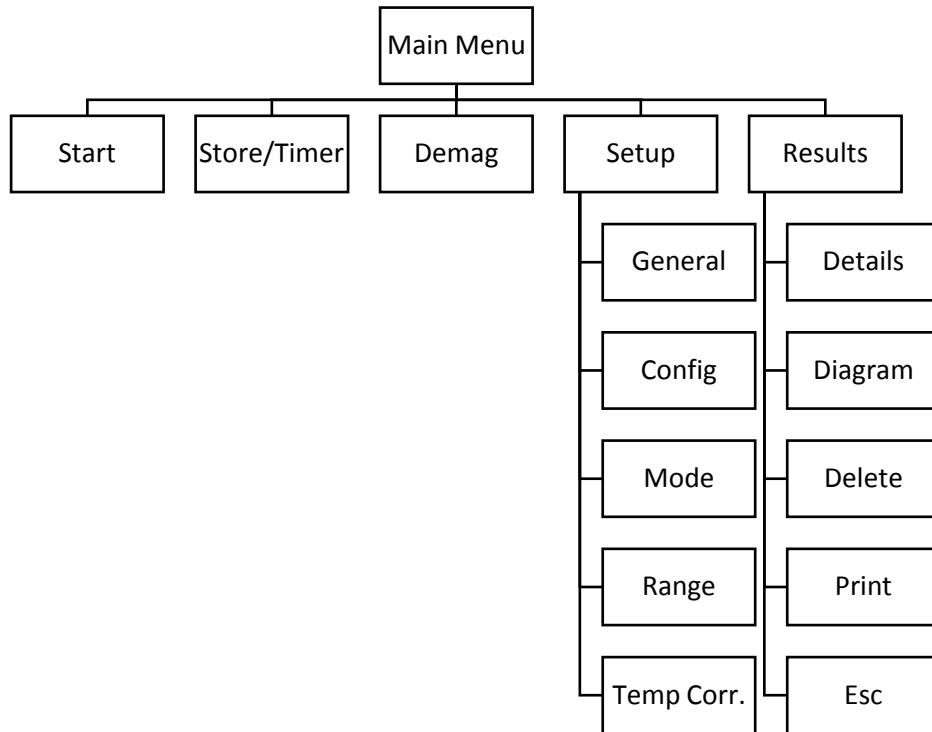 Main Menu
Start
Store/Timer
Demag
Setup
Results
General
Details
Config
Diagram
Mode
Delete
Range
Print
Temp Corr.
Esc